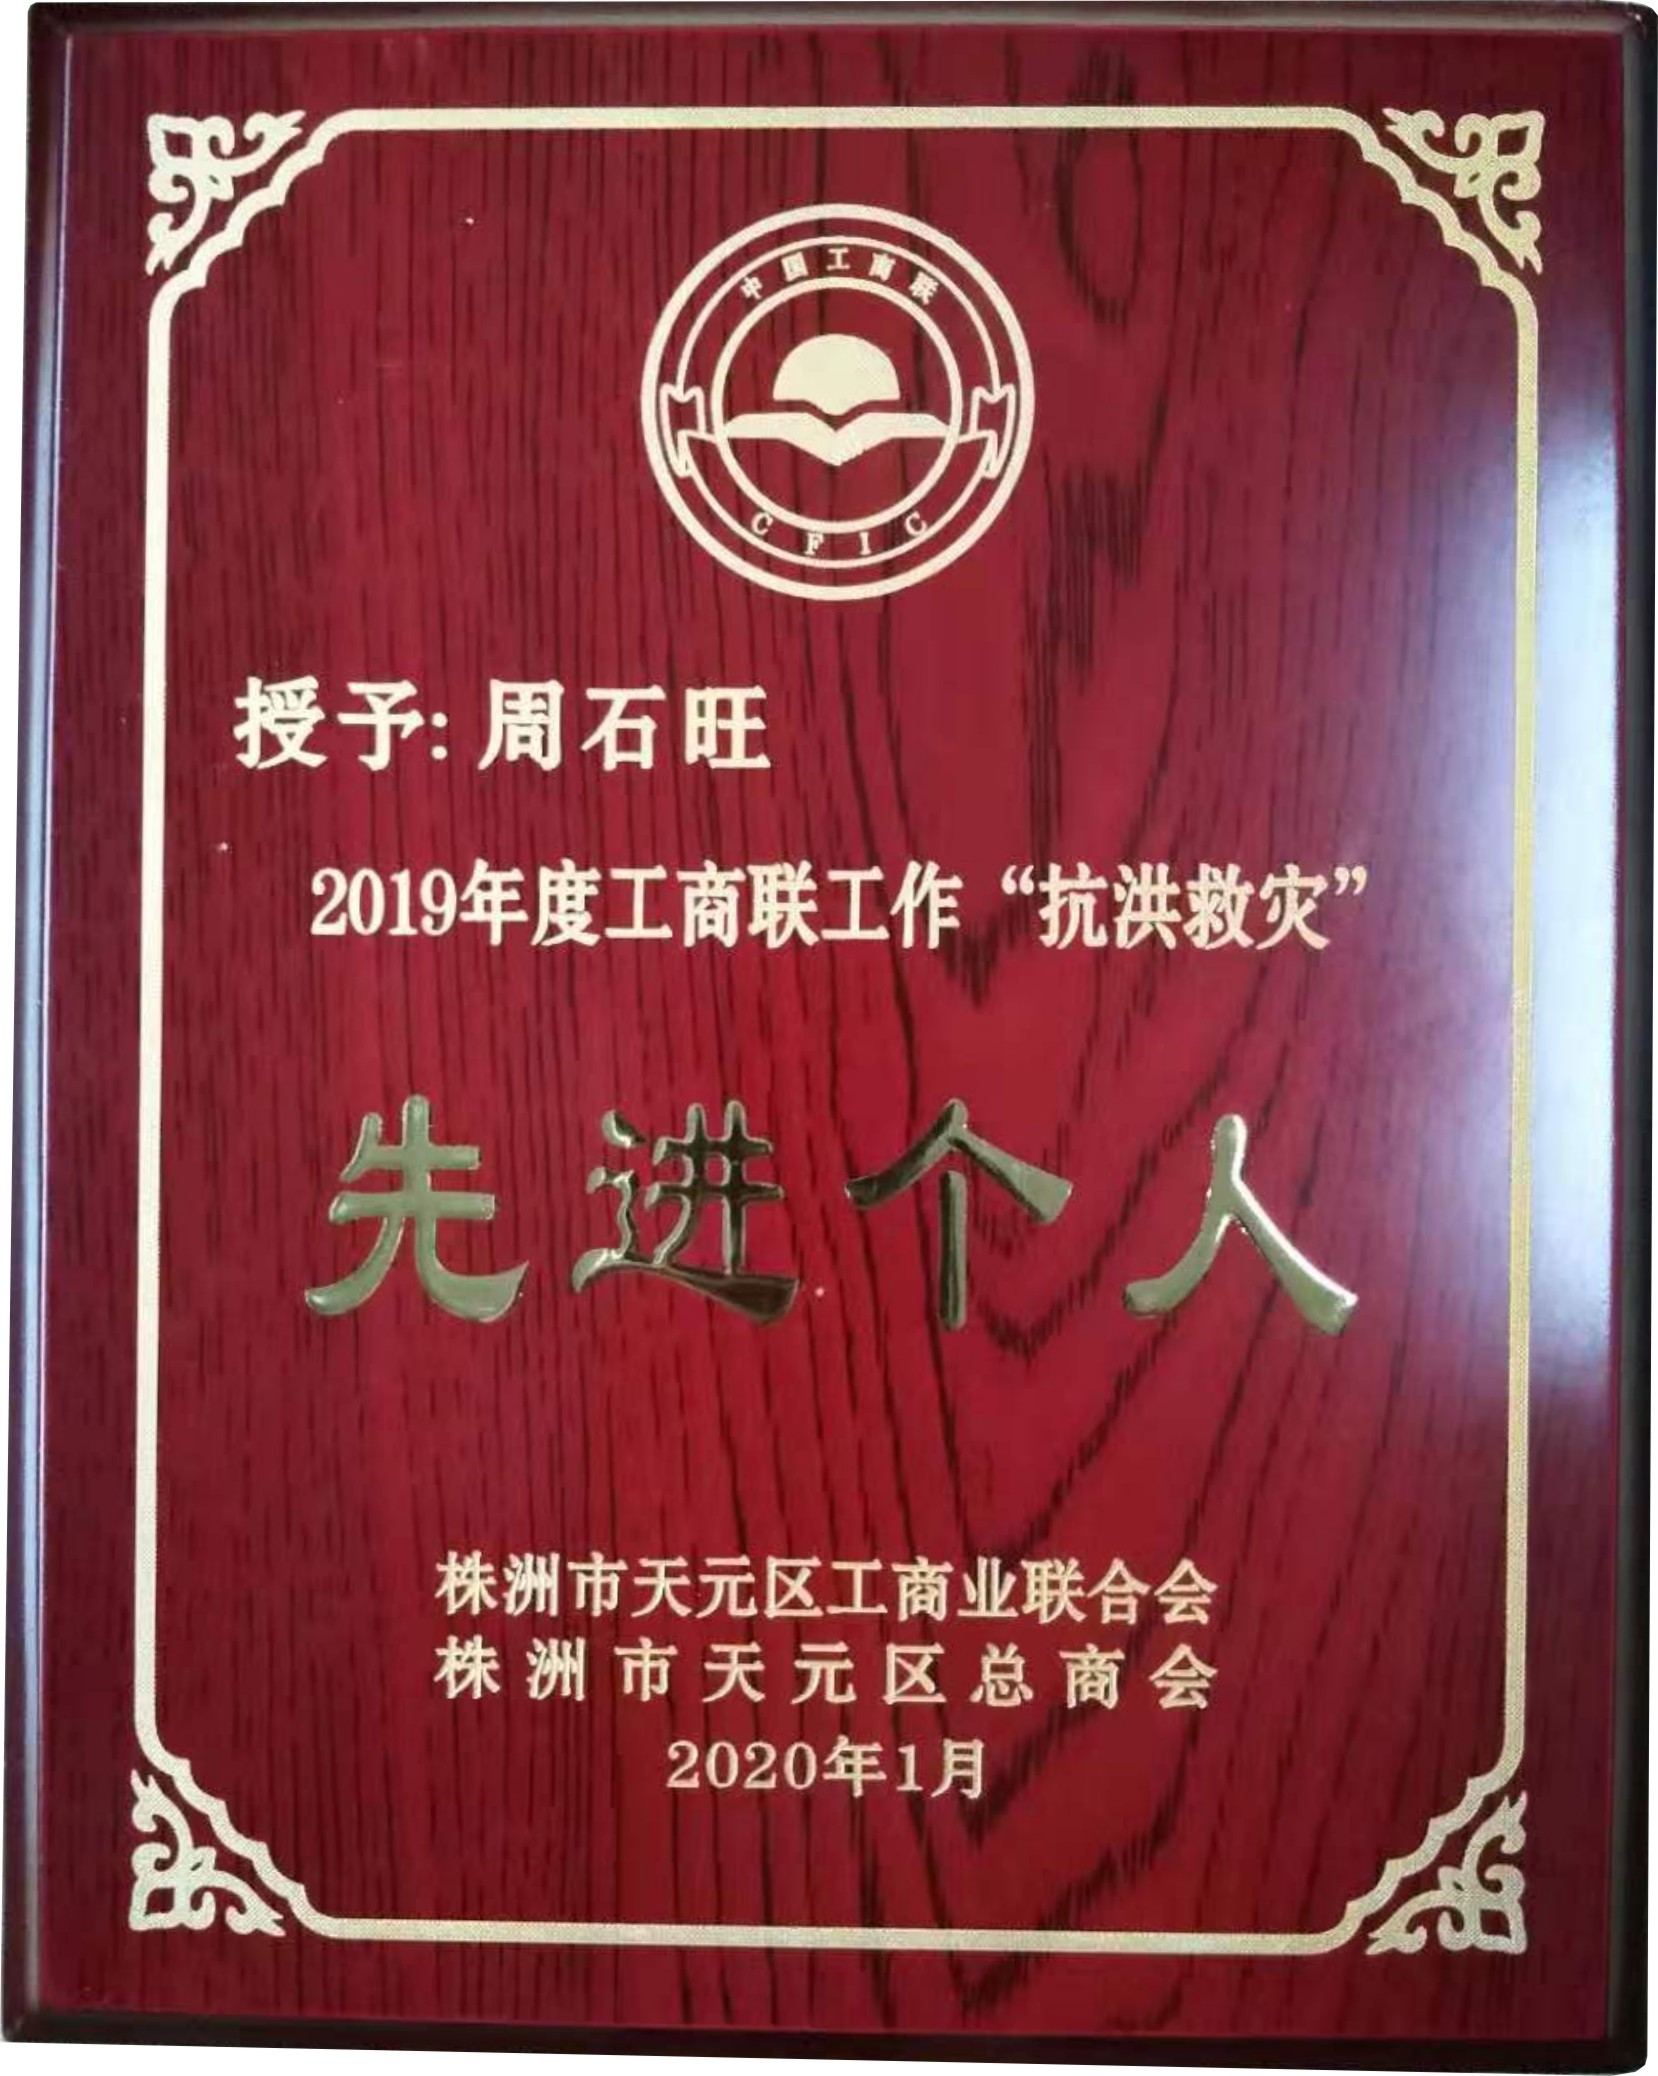 中国工商联
CFIC
授予: 周石旺
2019年度工商联工作“抗洪救灾”
先进个人
株洲市天元区工商业联合会
株洲市天元区总商会
2020年1月